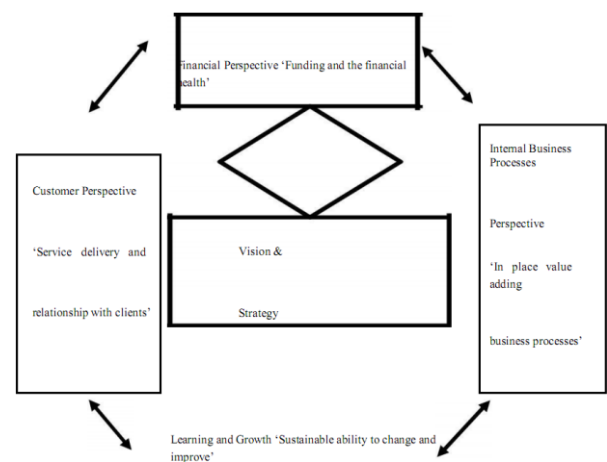 Financial Perspective ‘Funding and the financial
health’
Customer Perspective
‘Service delivery and
relationship with clients’
Vision &
Strategy
Internal Business
Processes
Perspective
‘In place value
adding
business processes’
Learning and Growth ‘Sustainable ability to change and
improve’